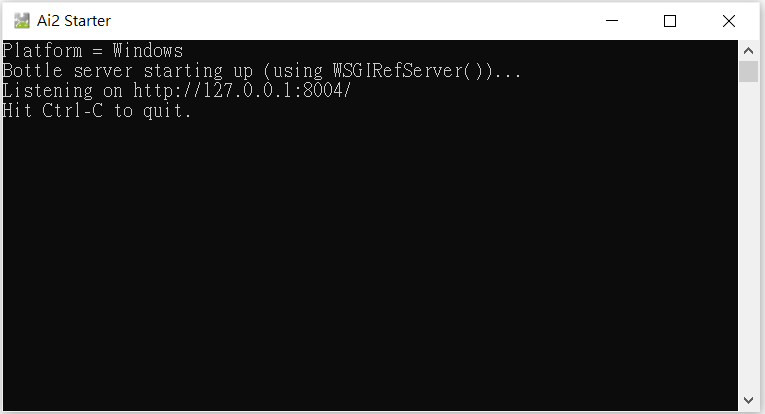 Ai2 Starter
Platform = Windows
Bottle server starting up (using WSGIRefServer())...
Listening on http://127.0.0.1:8004/
Hit Ctrl-C to quit.